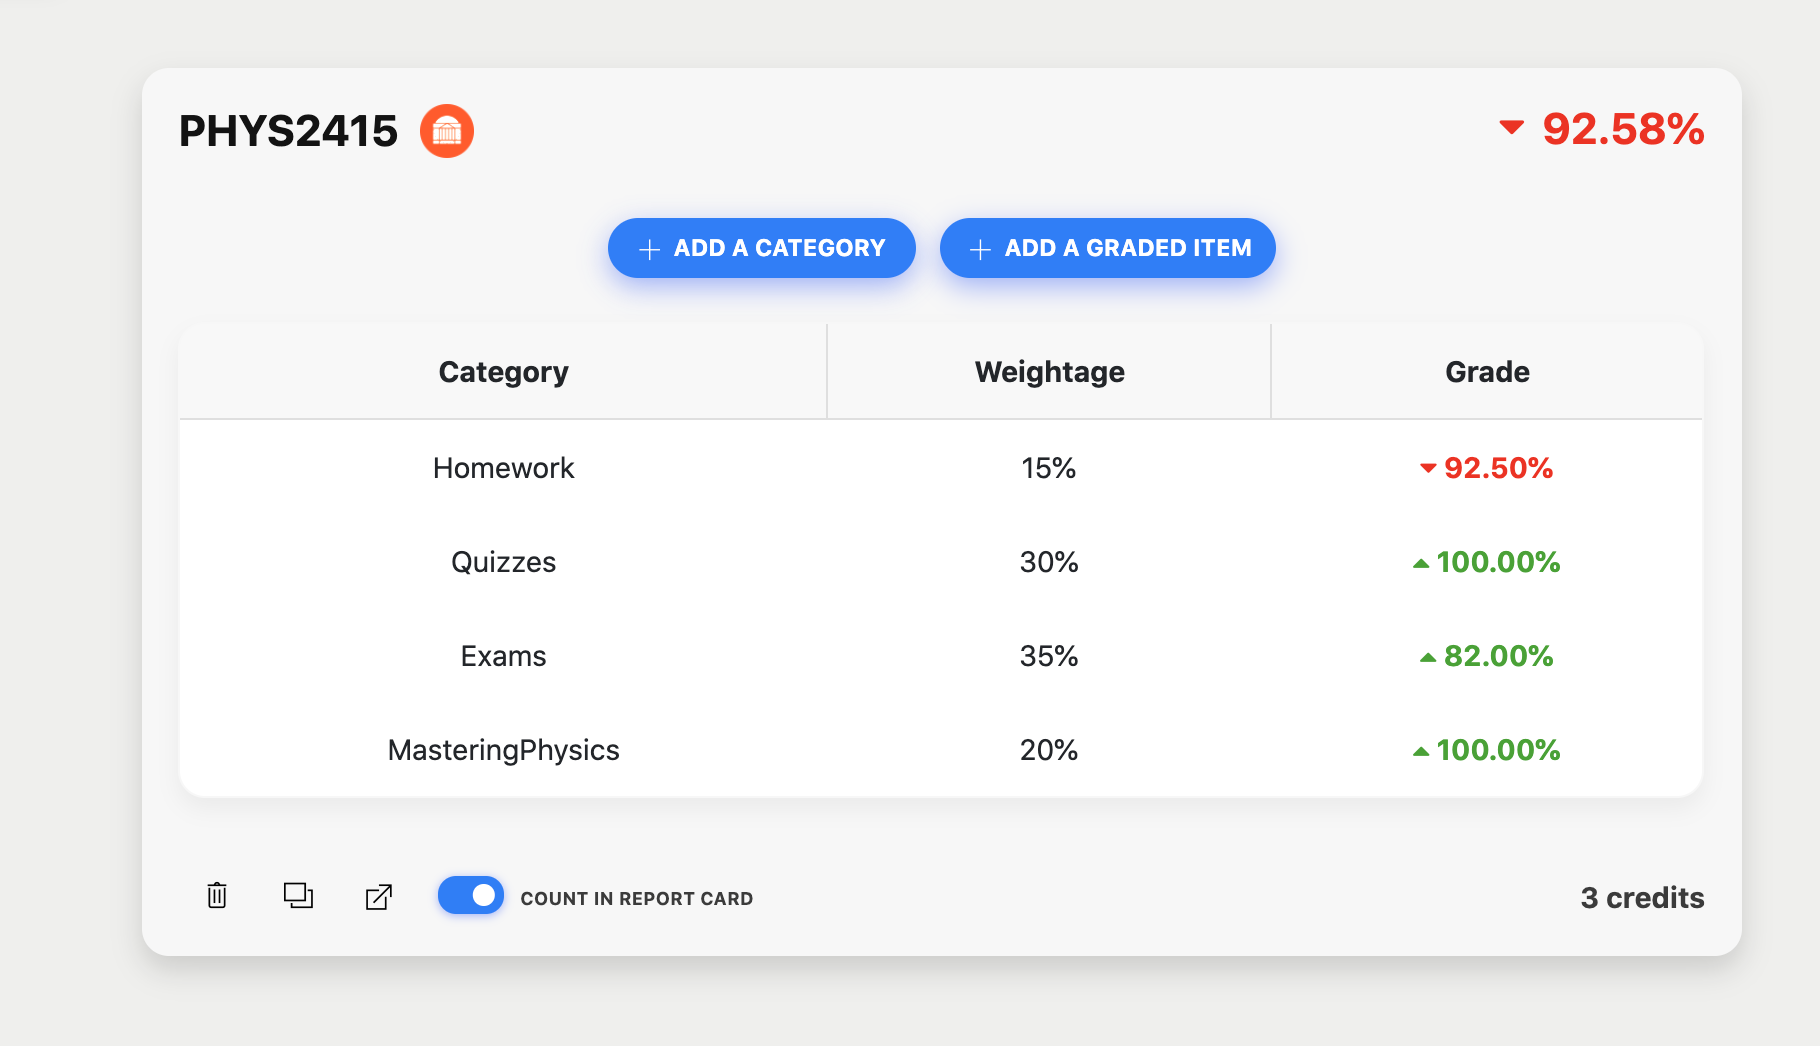 PHYS2415
92.58%
ADD A CATEGORY
ADD A GRADED ITEM
Category Weightage Grade
Homework 15% 92.50%
Quizzes 30% 100.00%
Exams 35% 82.00%
MasteringPhysics 20% 100.00%
COUNT IN REPORT CARD
3 credits